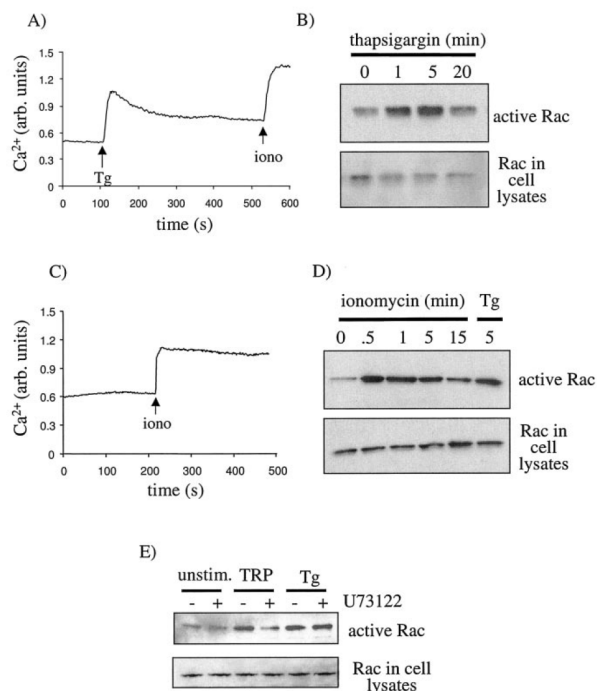 A)
Ca²⁺ (arb. units)
1.5
1.2
0.9
0.6
0.3
0
Tg
iono
0 100 200 300 400 500 600
time (s)
B)
thapsigargin (min)
0 1 5 20
active Rac
Rac in
cell
lysates
C)
Ca²⁺ (arb. units)
1.5
1.2
0.9
0.6
0.3
0
iono
0 100 200 300 400 500
time (s)
D)
ionomycin (min) Tg
0 .5 1 5 15 5
active Rac
Rac in
cell
lysates
E)
unstim. TRP Tg
- + - + - + U73122
active Rac
Rac in cell
lysates